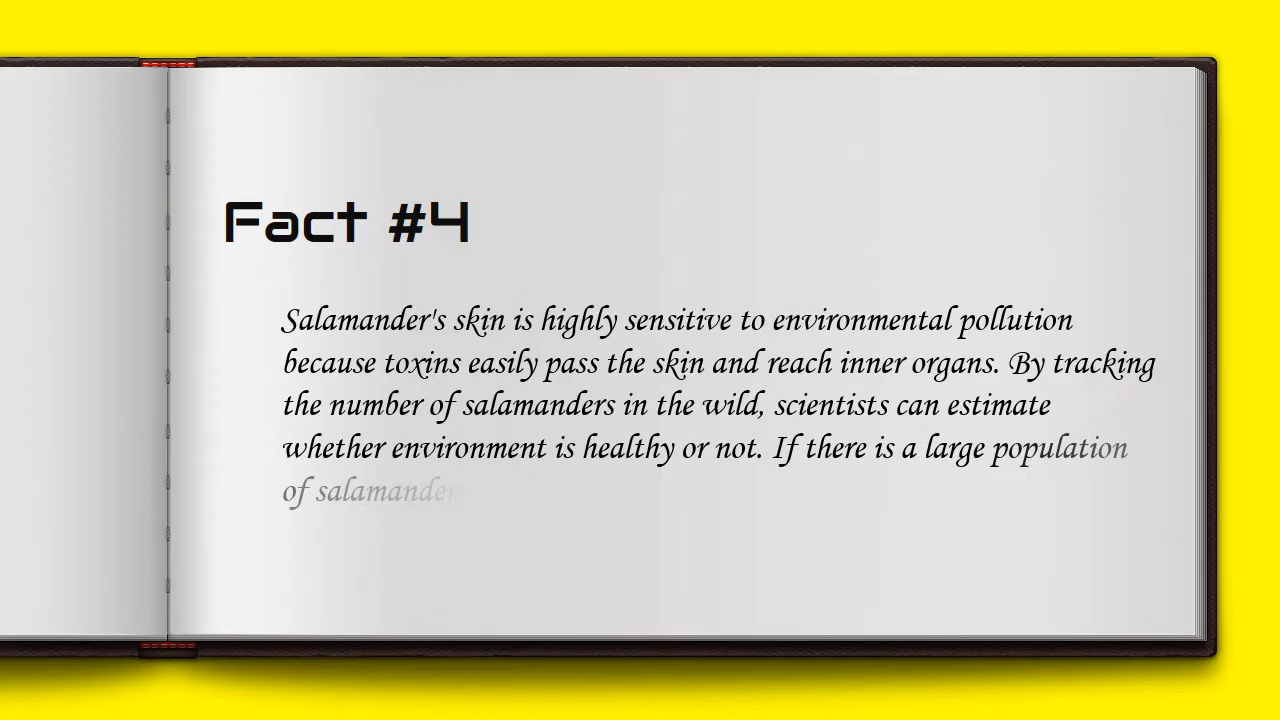 Fact #4
Salamander's skin is highly sensitive to environmental pollution
because toxins easily pass the skin and reach inner organs. By tracking
the number of salamanders in the wild, scientists can estimate
whether environment is healthy or not. If there is a large population
of salamander